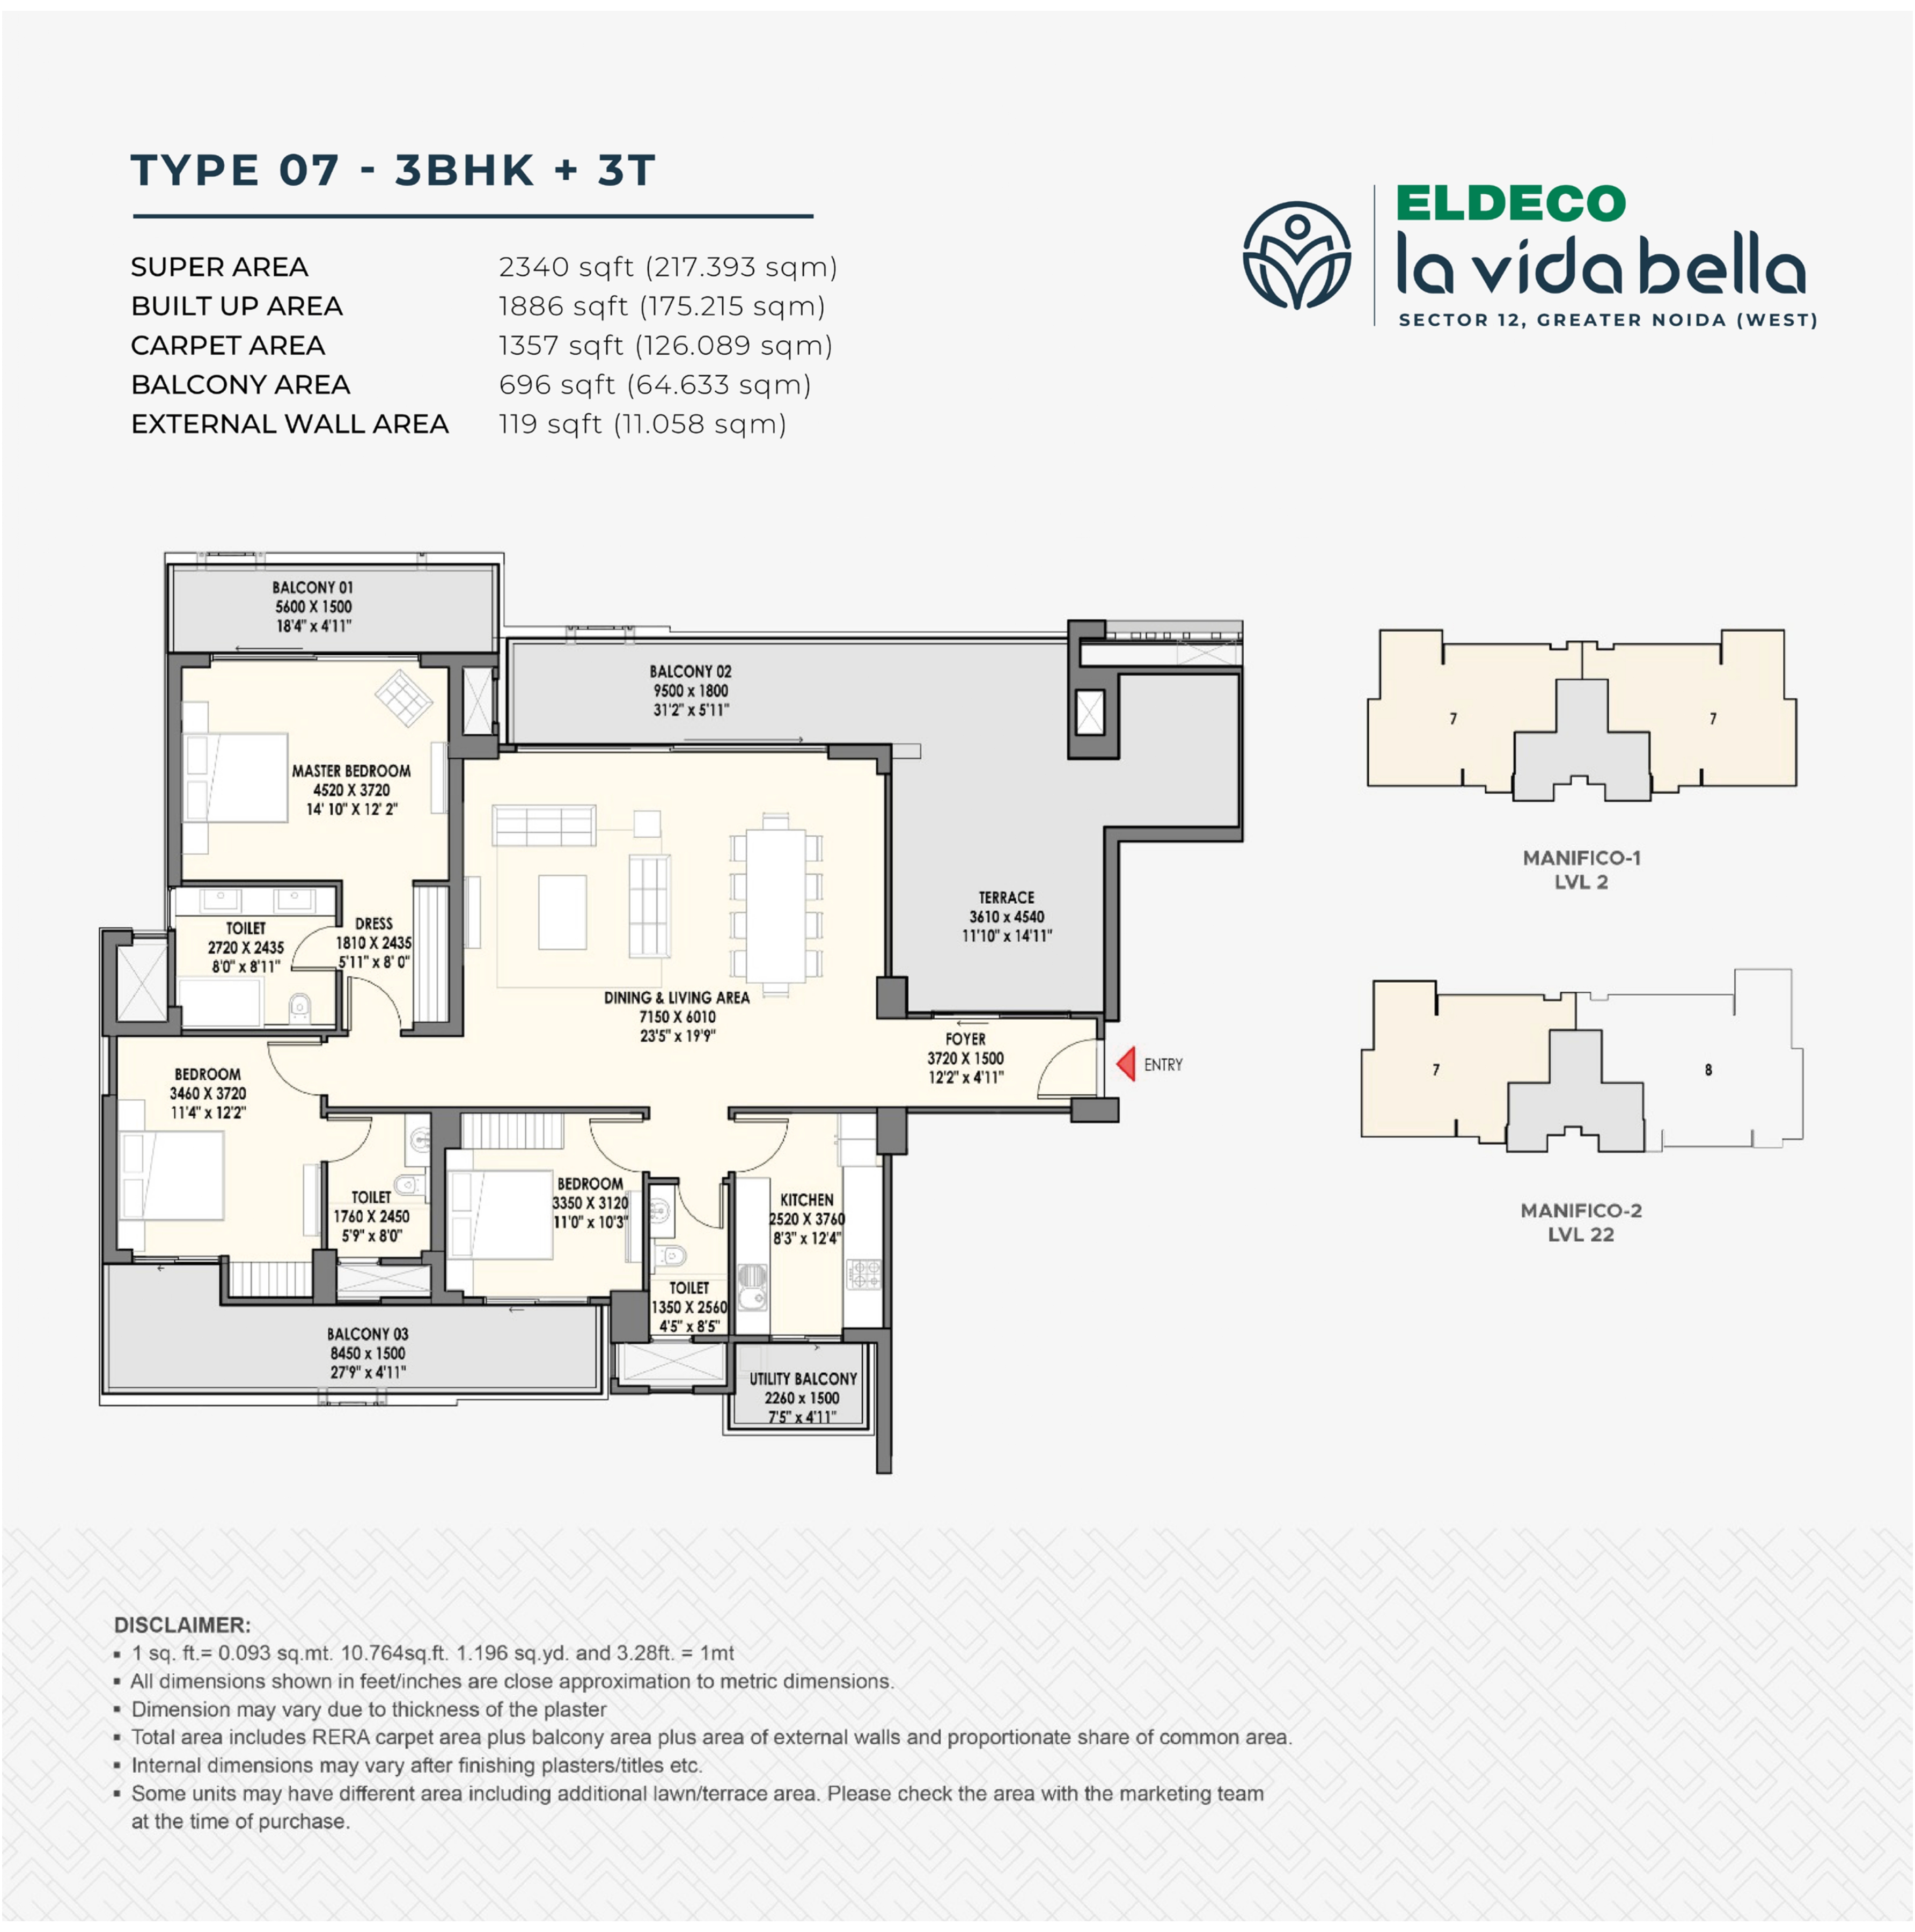 TYPE 07 - 3BHK + 3T
SUPER AREA 2340 sqft (217.393 sqm)
BUILT UP AREA 1886 sqft (175.215 sqm)
CARPET AREA 1357 sqft (126.089 sqm)
BALCONY AREA 696 sqft (64.633 sqm)
EXTERNAL WALL AREA 119 sqft (11.058 sqm)
ELDECO
la vida bella
SECTOR 12, GREATER NOIDA (WEST)
BALCONY 01
5600 X 1500
18'4" x 4'11"
BALCONY 02
9500 x 1800
31'2" x 5'11"
MASTER BEDROOM
4520 X 3720
14' 10" X 12' 2"
TERRACE
3610 x 4540
11'10" x 14'11"
TOILET
2720 X 2435
8'0" x 8'11"
DRESS
1810 X 2435
5'11" x 8' 0"
DINING & LIVING AREA
7150 X 6010
23'5" x 19'9"
FOYER
3720 X 1500
12'2" x 4'11"
ENTRY
BEDROOM
3460 X 3720
11'4" x 12'2"
TOILET
1760 X 2450
5'9" x 8'0"
BEDROOM
3350 X 3120
11'0" x 10'3"
KITCHEN
2520 X 3760
8'3" x 12'4"
TOILET
1350 X 2560
4'5" x 8'5"
BALCONY 03
8450 x 1500
27'9" x 4'11"
UTILITY BALCONY
2260 x 1500
7'5" x 4'11"
7
7
MANIFICO-1
LVL 2
7
8
MANIFICO-2
LVL 22
DISCLAIMER:
▪ 1 sq. ft.= 0.093 sq.mt. 10.764sq.ft. 1.196 sq.yd. and 3.28ft. = 1mt
▪ All dimensions shown in feet/inches are close approximation to metric dimensions.
▪ Dimension may vary due to thickness of the plaster
▪ Total area includes RERA carpet area plus balcony area plus area of external walls and proportionate share of common area.
▪ Internal dimensions may vary after finishing plasters/titles etc.
▪ Some units may have different area including additional lawn/terrace area. Please check the area with the marketing team
at the time of purchase.